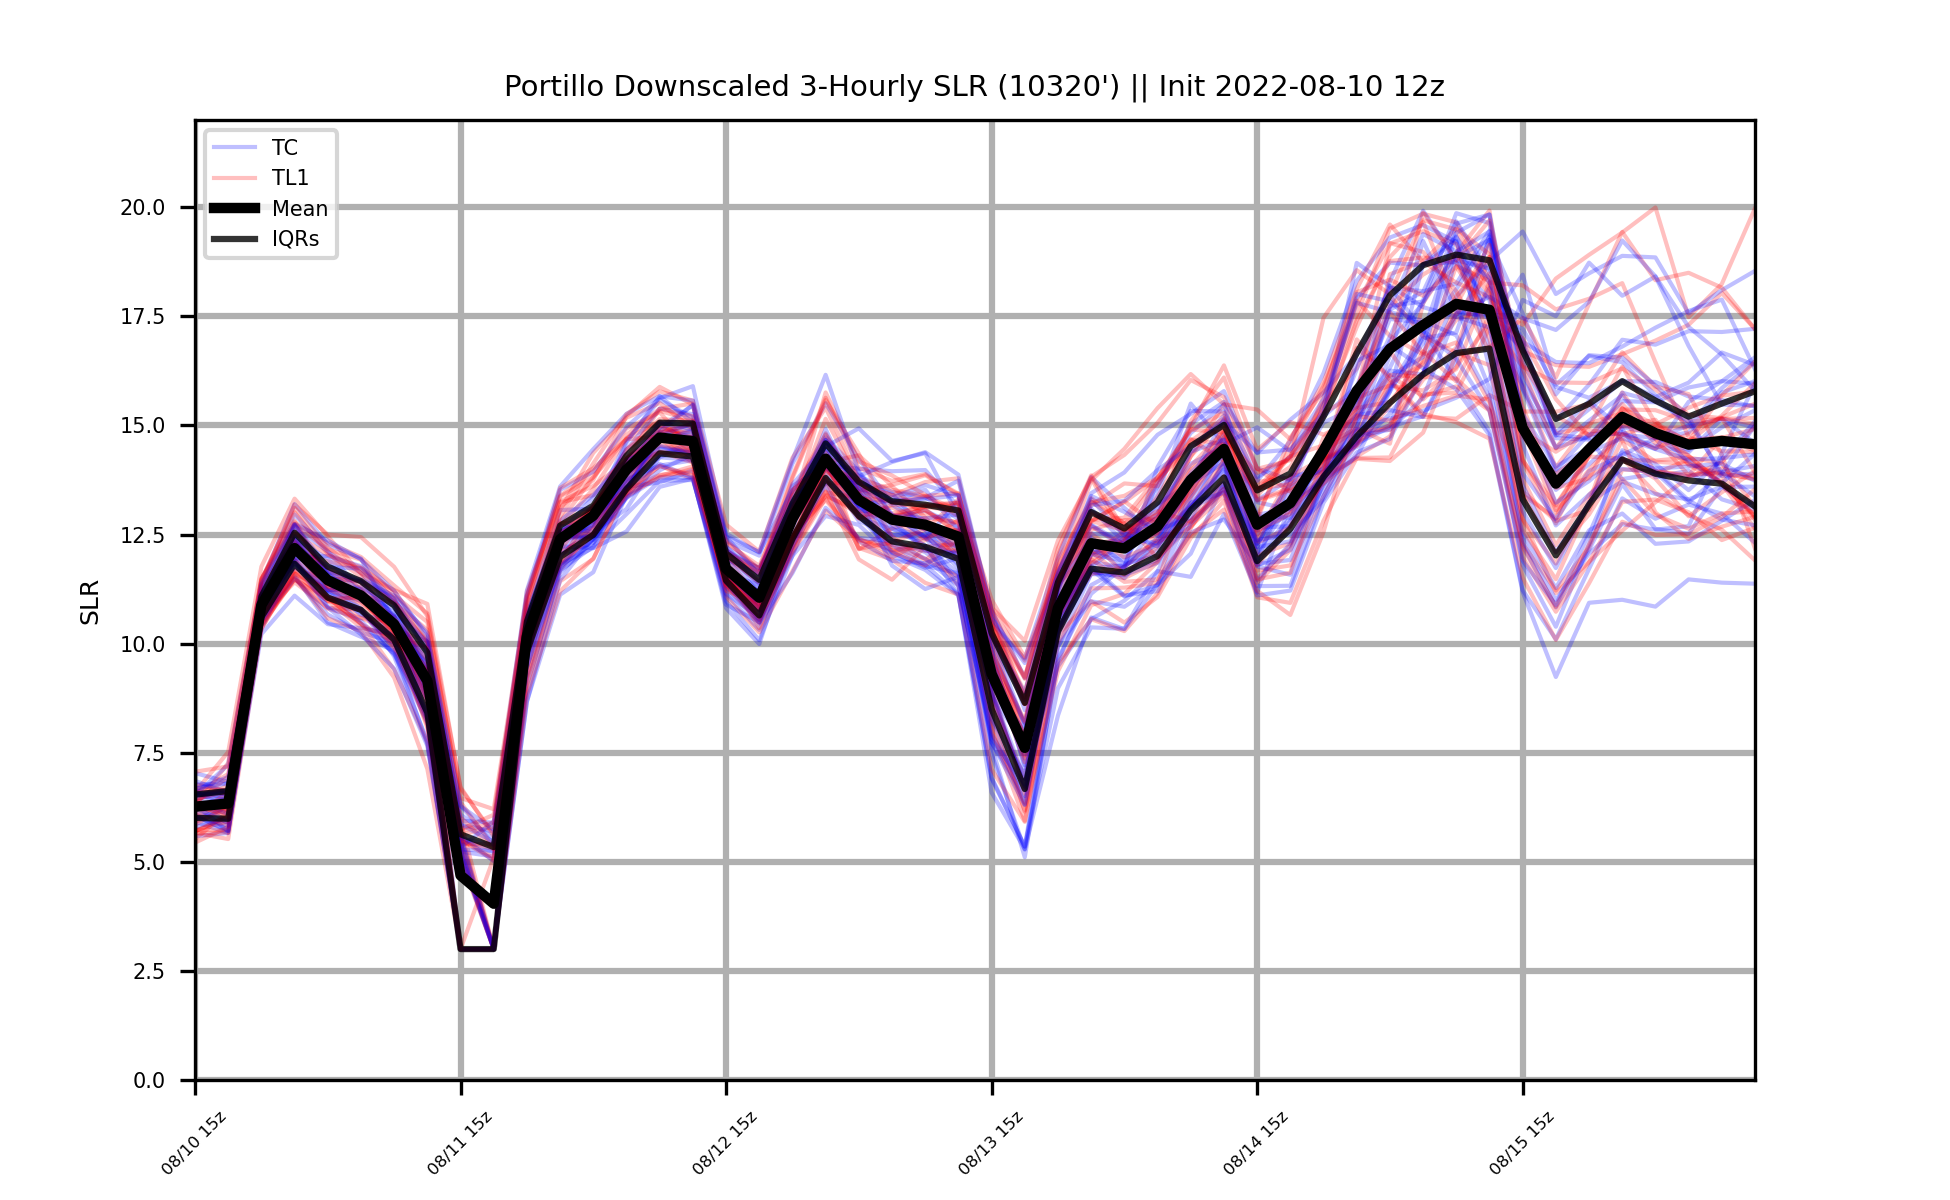 Portillo Downscaled 3-Hourly SLR (10320') || Init 2022-08-10 12z
TC
TL1
Mean
IQRs
20.0
17.5
15.0
12.5
10.0
7.5
5.0
2.5
0.0
SLR
08/10 15z
08/11 15z
08/12 15z
08/13 15z
08/14 15z
08/15 15z